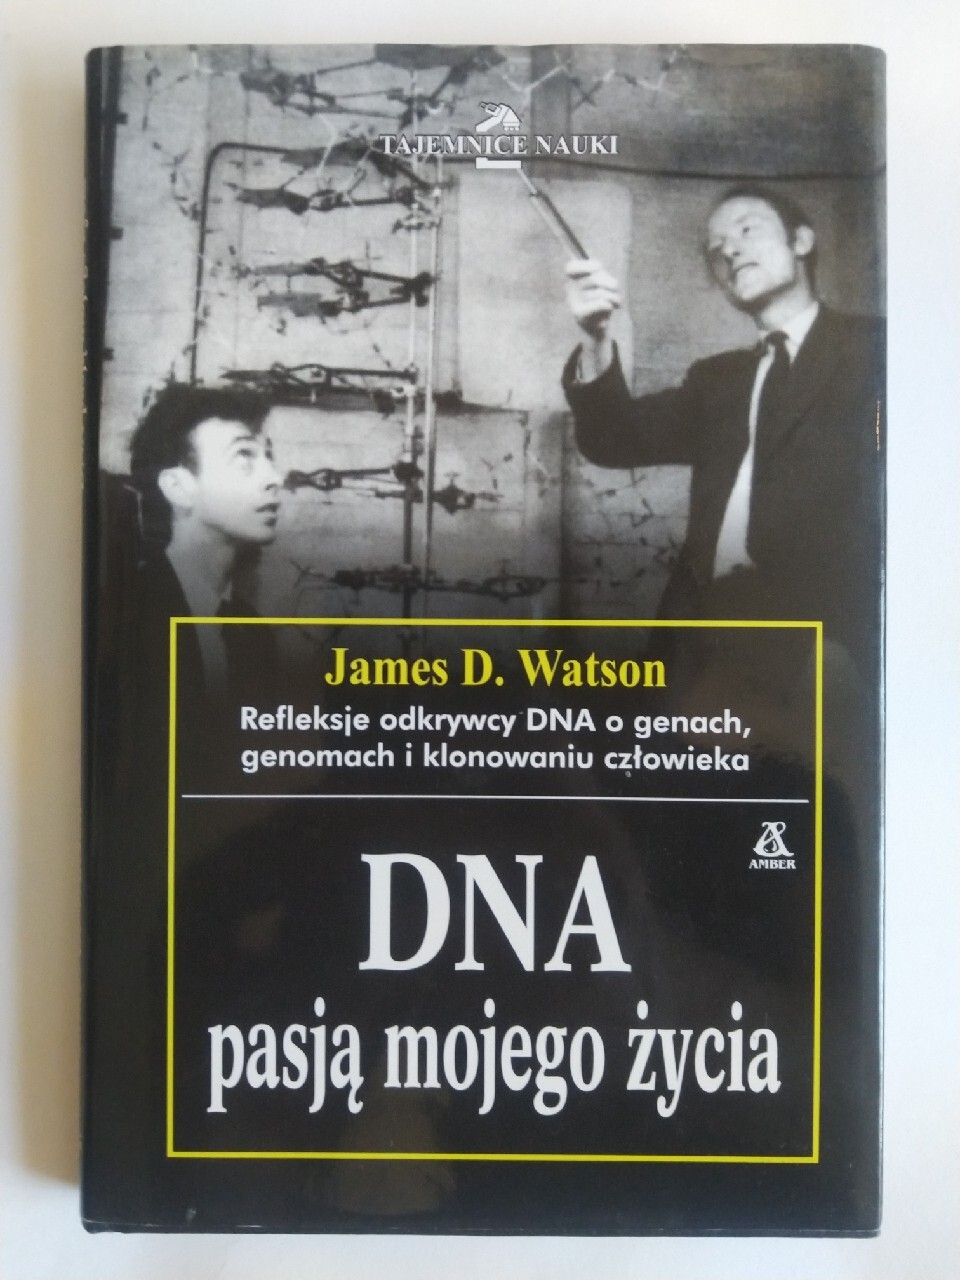 TAJEMNICE NAUKI
James D. Watson
Refleksje odkrywcy DNA o genach,
genomach i klonowaniu człowieka
AMBER
DNA
pasją mojego życia